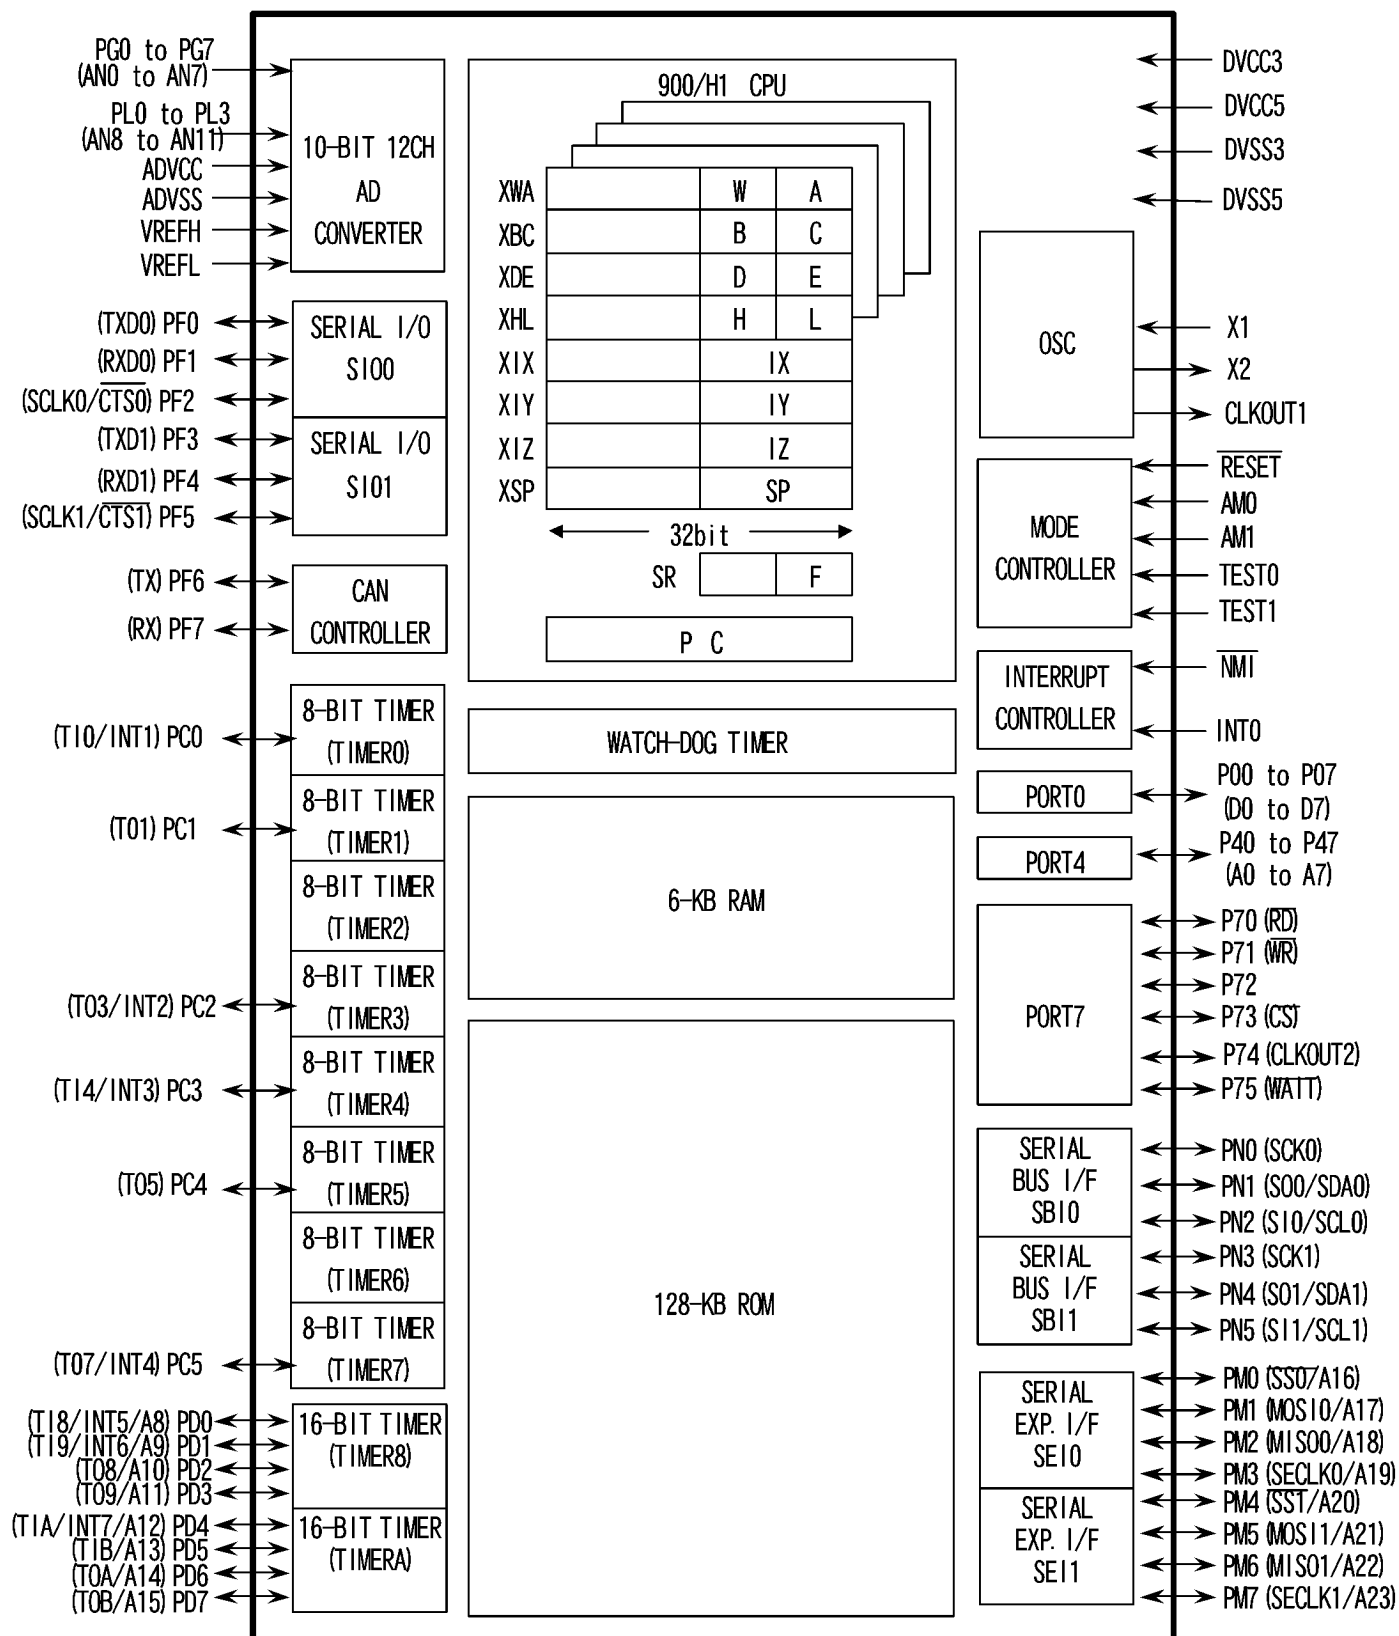 PG0 to PG7
(AN0 to AN7)
PL0 to PL3
(AN8 to AN11)
ADVCC
ADVSS
VREFH
VREFL
10-BIT 12CH
AD
CONVERTER
(TXD0) PF0
(RXD0) PF1
(SCLK0/CTS0) PF2
(TXD1) PF3
(RXD1) PF4
(SCLK1/CTS1) PF5
SERIAL I/O
SIO0
SERIAL I/O
SIO1
(TX) PF6
(RX) PF7
CAN
CONTROLLER
(TI0/INT1) PC0
(TO1) PC1
(TO3/INT2) PC2
(TI4/INT3) PC3
(TO5) PC4
(TO7/INT4) PC5
8-BIT TIMER
(TIMER0)
8-BIT TIMER
(TIMER1)
8-BIT TIMER
(TIMER2)
8-BIT TIMER
(TIMER3)
8-BIT TIMER
(TIMER4)
8-BIT TIMER
(TIMER5)
8-BIT TIMER
(TIMER6)
8-BIT TIMER
(TIMER7)
(TI8/INT5/A8) PD0
(TI9/INT6/A9) PD1
(TO8/A10) PD2
(TO9/A11) PD3
(TIA/INT7/A12) PD4
(TIB/A13) PD5
(TOA/A14) PD6
(TOB/A15) PD7
16-BIT TIMER
(TIMER8)
16-BIT TIMER
(TIMERA)
900/H1 CPU
XWA W A
XBC B C
XDE D E
XHL H L
XIX IX
XIY IY
XIZ IZ
XSP SP
32bit
SR F
P C
WATCH-DOG TIMER
6-KB RAM
128-KB ROM
DVCC3
DVCC5
DVSS3
DVSS5
OSC
X1
X2
CLKOUT1
MODE
CONTROLLER
RESET
AM0
AM1
TEST0
TEST1
INTERRUPT
CONTROLLER
NMI
INT0
PORT0
P00 to P07
(D0 to D7)
PORT4
P40 to P47
(A0 to A7)
PORT7
P70 (RD)
P71 (WR)
P72
P73 (CS)
P74 (CLKOUT2)
P75 (WAIT)
SERIAL
BUS I/F
SBI0
SERIAL
BUS I/F
SBI1
PN0 (SCK0)
PN1 (SO0/SDA0)
PN2 (SI0/SCL0)
PN3 (SCK1)
PN4 (SO1/SDA1)
PN5 (SI1/SCL1)
SERIAL
EXP. I/F
SEI0
SERIAL
EXP. I/F
SEI1
PM0 (SS0/A16)
PM1 (MOSI0/A17)
PM2 (MISO0/A18)
PM3 (SECLK0/A19)
PM4 (SS1/A20)
PM5 (MOSI1/A21)
PM6 (MISO1/A22)
PM7 (SECLK1/A23)